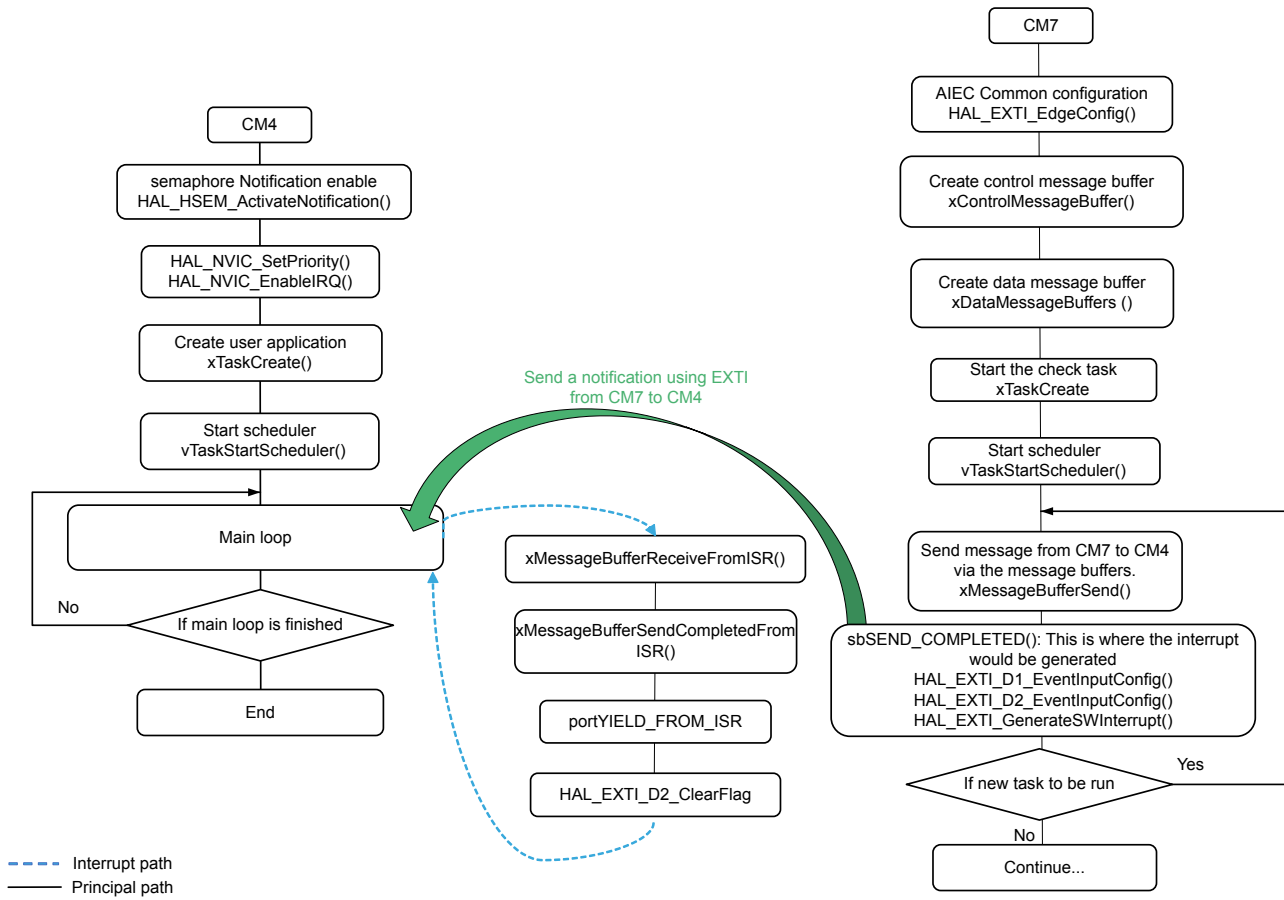 CM4
semaphore Notification enable
HAL_HSEM_ActivateNotification()
HAL_NVIC_SetPriority()
HAL_NVIC_EnableIRQ()
Create user application
xTaskCreate()
Start scheduler
vTaskStartScheduler()
Main loop
No
If main loop is finished
End
Send a notification using EXTI
from CM7 to CM4
xMessageBufferReceiveFromISR()
xMessageBufferSendCompletedFrom
ISR()
portYIELD_FROM_ISR
HAL_EXTI_D2_ClearFlag
CM7
AIEC Common configuration
HAL_EXTI_EdgeConfig()
Create control message buffer
xControlMessageBuffer()
Create data message buffer
xDataMessageBuffers ()
Start the check task
xTaskCreate
Start scheduler
vTaskStartScheduler()
Send message from CM7 to CM4
via the message buffers.
xMessageBufferSend()
sbSEND_COMPLETED(): This is where the interrupt
would be generated
HAL_EXTI_D1_EventInputConfig()
HAL_EXTI_D2_EventInputConfig()
HAL_EXTI_GenerateSWInterrupt()
If new task to be run
Yes
No
Continue...
Interrupt path
Principal path